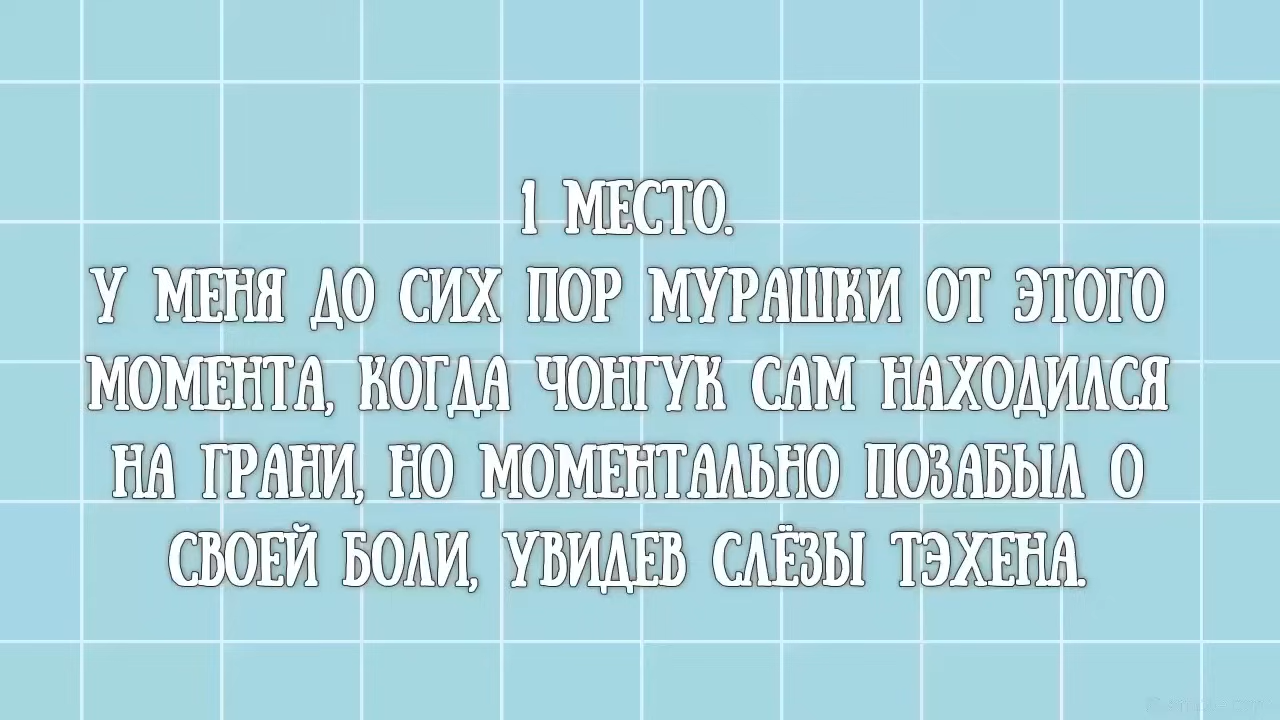 1 МЕСТО.
У МЕНЯ ДО СИХ ПОР МУРАШКИ ОТ ЭТОГО
МОМЕНТА, КОГДА ЧОНГУК САМ НАХОДИЛСЯ
НА ГРАНИ, НО МОМЕНТАЛЬНО ПОЗАБЫЛ О
СВОЕЙ БОЛИ, УВИДЕВ СЛЁЗЫ ТЭХЕНА.